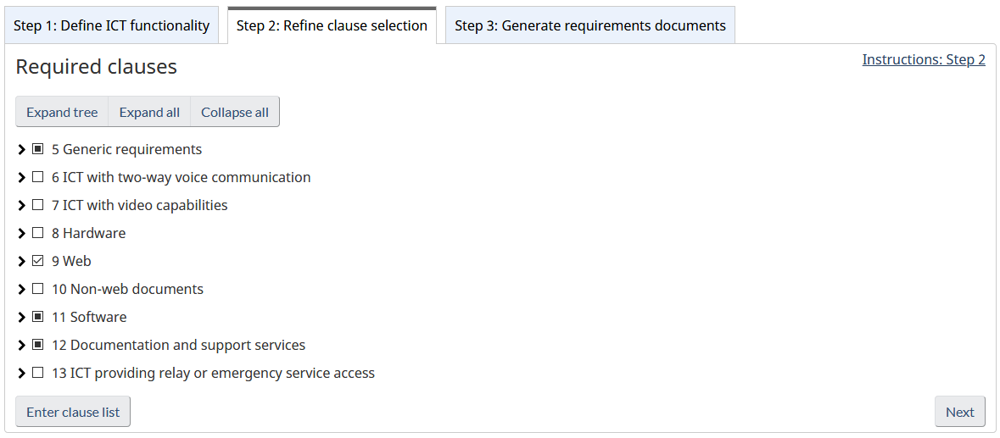 Step 1: Define ICT functionality
Step 2: Refine clause selection
Step 3: Generate requirements documents
Required clauses
Instructions: Step 2
Expand tree
Expand all
Collapse all
5 Generic requirements
6 ICT with two-way voice communication
7 ICT with video capabilities
8 Hardware
9 Web
10 Non-web documents
11 Software
12 Documentation and support services
13 ICT providing relay or emergency service access
Enter clause list
Next